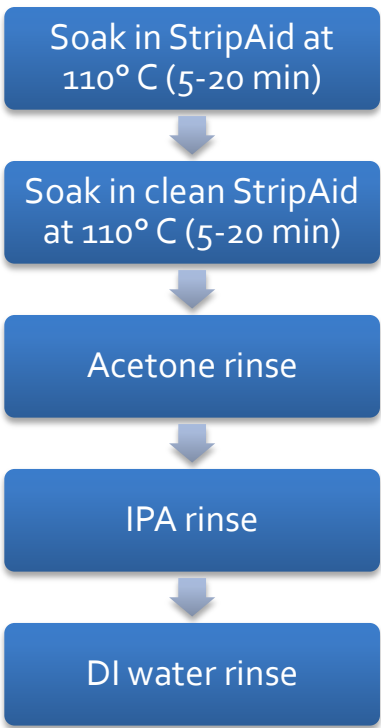 Soak in StripAid at
110° C (5-20 min)
Soak in clean StripAid
at 110° C (5-20 min)
Acetone rinse
IPA rinse
DI water rinse